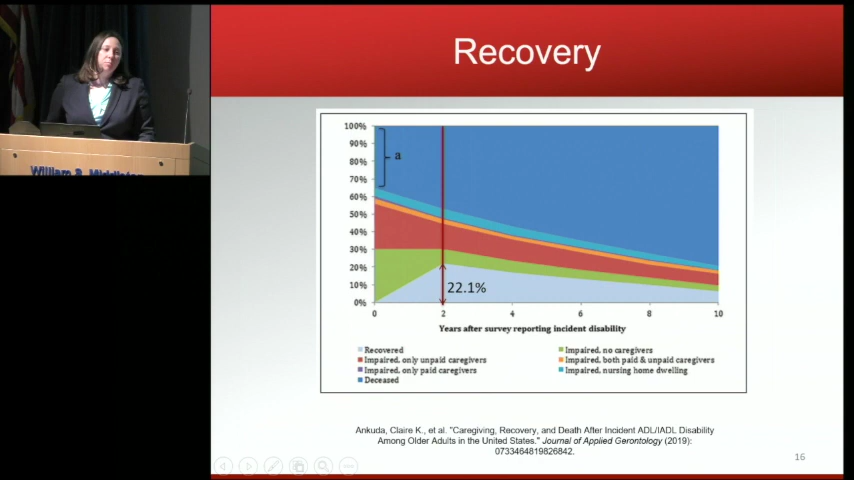 Recovery
100%
90%
80%
70%
60%
50%
40%
30%
20%
10%
0%
a
22.1%
0 2 4 6 8 10
Years after survey reporting incident disability
Recovered
Impaired, no caregivers
Impaired, only unpaid caregivers
Impaired, both paid & unpaid caregivers
Impaired, only paid caregivers
Impaired, nursing home dwelling
Deceased
Ankuda, Claire K., et al. "Caregiving, Recovery, and Death After Incident ADL/IADL Disability
Among Older Adults in the United States." Journal of Applied Gerontology (2019):
0733464819826842.
16
William S. Middleton